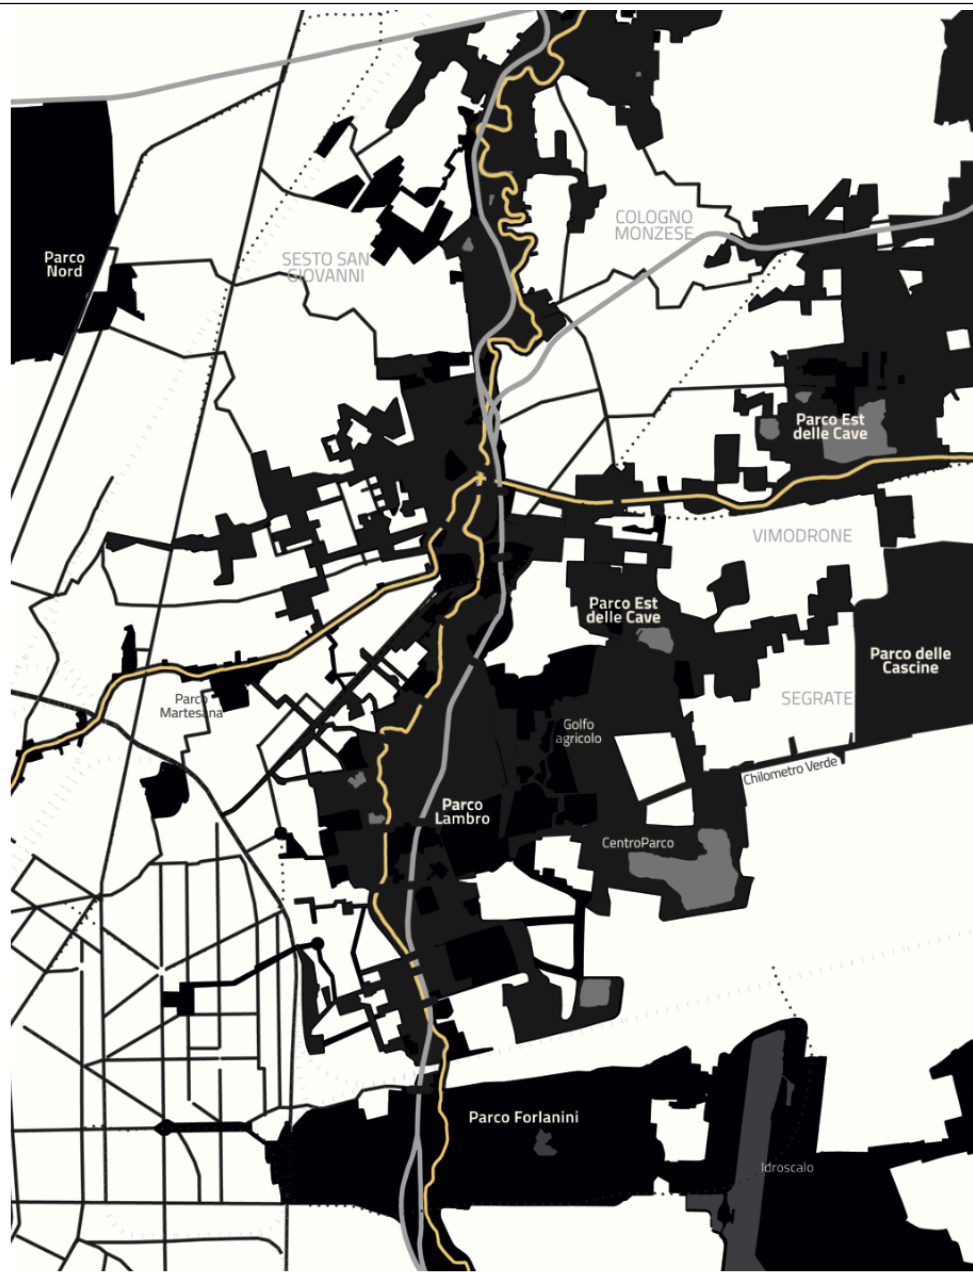 COLOGNO
MONZESE
Parco
Nord
SESTO SAN
GIOVANNI
Parco Est
delle Cave
VIMODRONE
Parco Est
delle Cave
Parco delle
Cascine
Parco
Martesana
SEGRATE
Golfo
agricolo
Chilometro Verde
Parco
Lambro
CentroParco
Parco Forlanini
Idroscalo